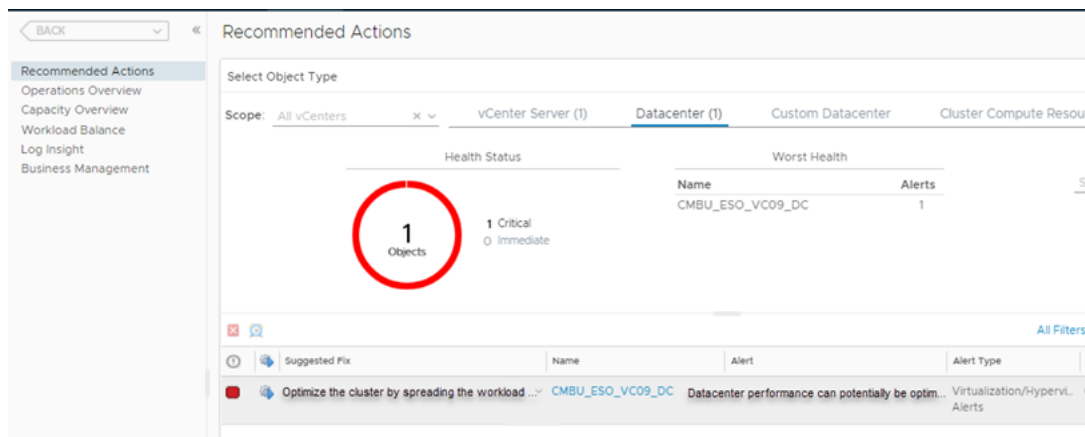 BACK
«
Recommended Actions
Recommended Actions
Operations Overview
Capacity Overview
Workload Balance
Log Insight
Business Management
Select Object Type
Scope: All vCenters
vCenter Server (1)
Datacenter (1)
Custom Datacenter
Cluster Compute Resou
Health Status
1
Objects
1 Critical
0 Immediate
Worst Health
Name Alerts
CMBU_ESO_VC09_DC 1
S
All Filters
Suggested Fix Name Alert Alert Type
Optimize the cluster by spreading the workload ... CMBU_ESO_VC09_DC Datacenter performance can potentially be optim... Virtualization/Hypervi...
Alerts